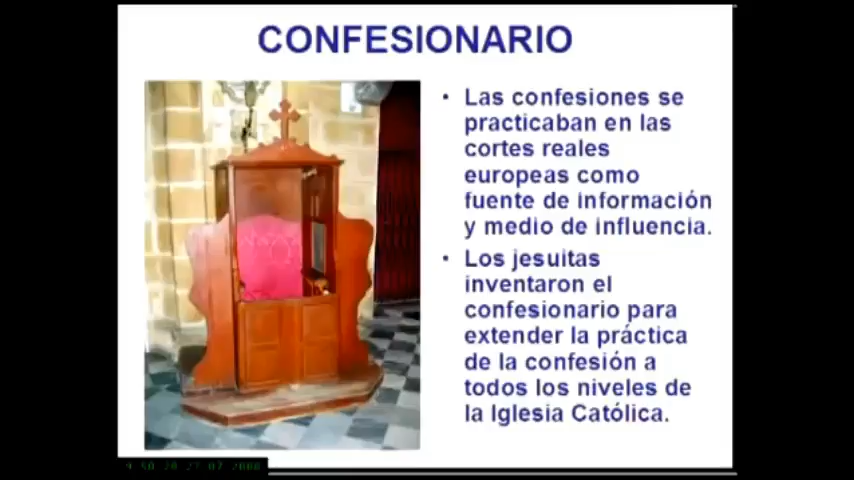 CONFESIONARIO
• Las confesiones se
practicaban en las
cortes reales
europeas como
fuente de información
y medio de influencia.
• Los jesuitas
inventaron el
confesionario para
extender la práctica
de la confesión a
todos los niveles de
la Iglesia Católica.